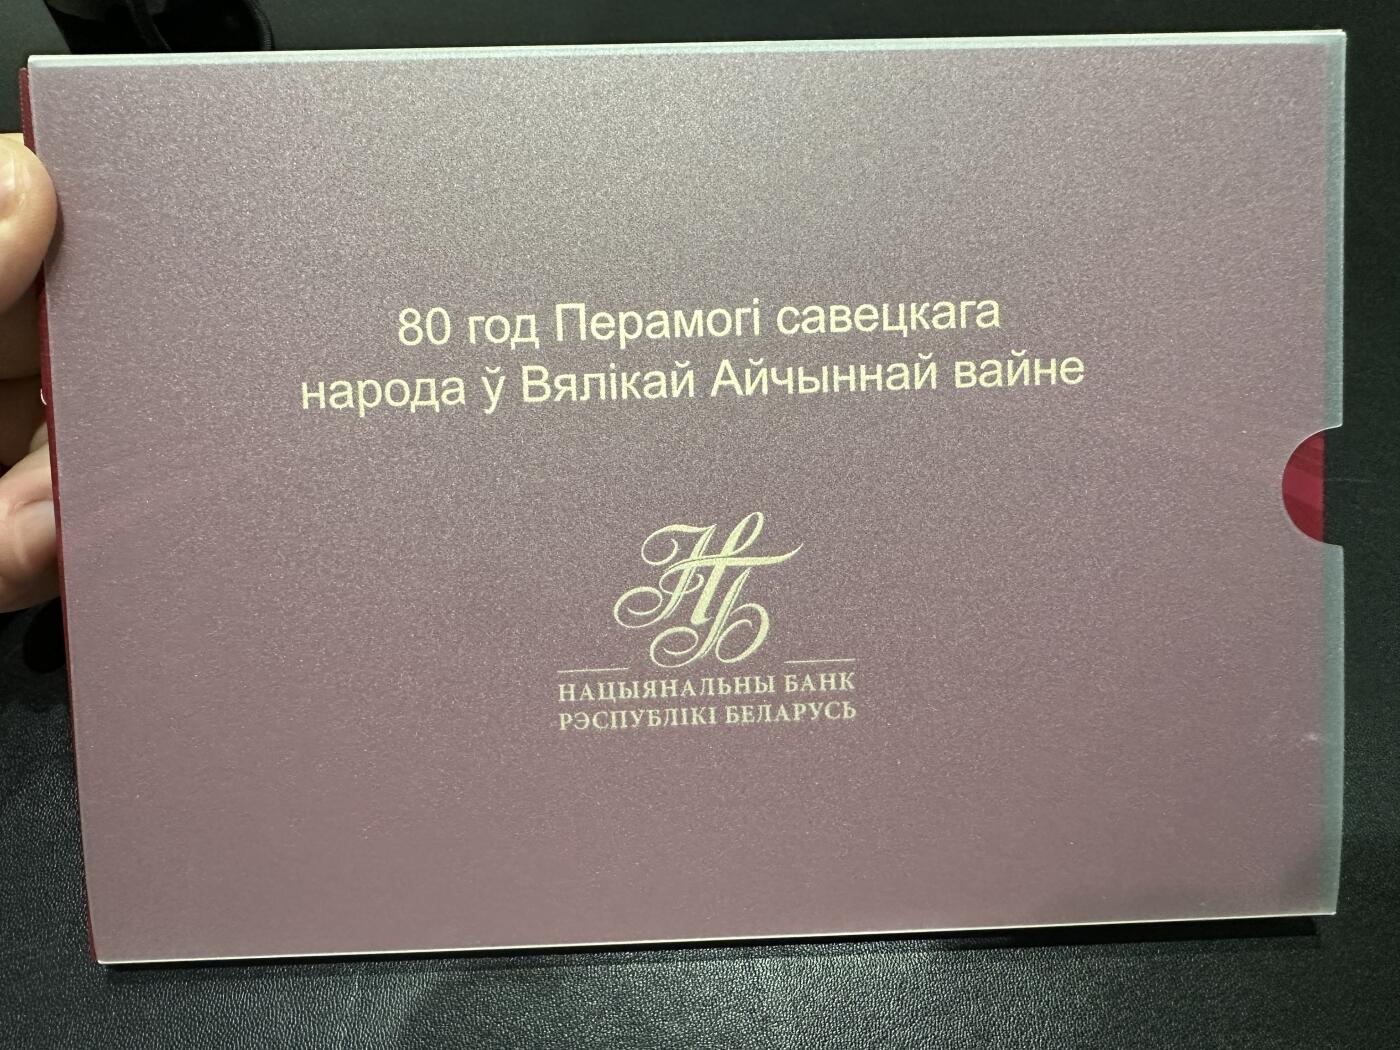 80 год Перамогі савецкага
народа ў Вялікай Айчыннай вайне
НБ
НАЦЫЯНАЛЬНЫ БАНК
РЭСПУБЛІКІ БЕЛАРУСЬ